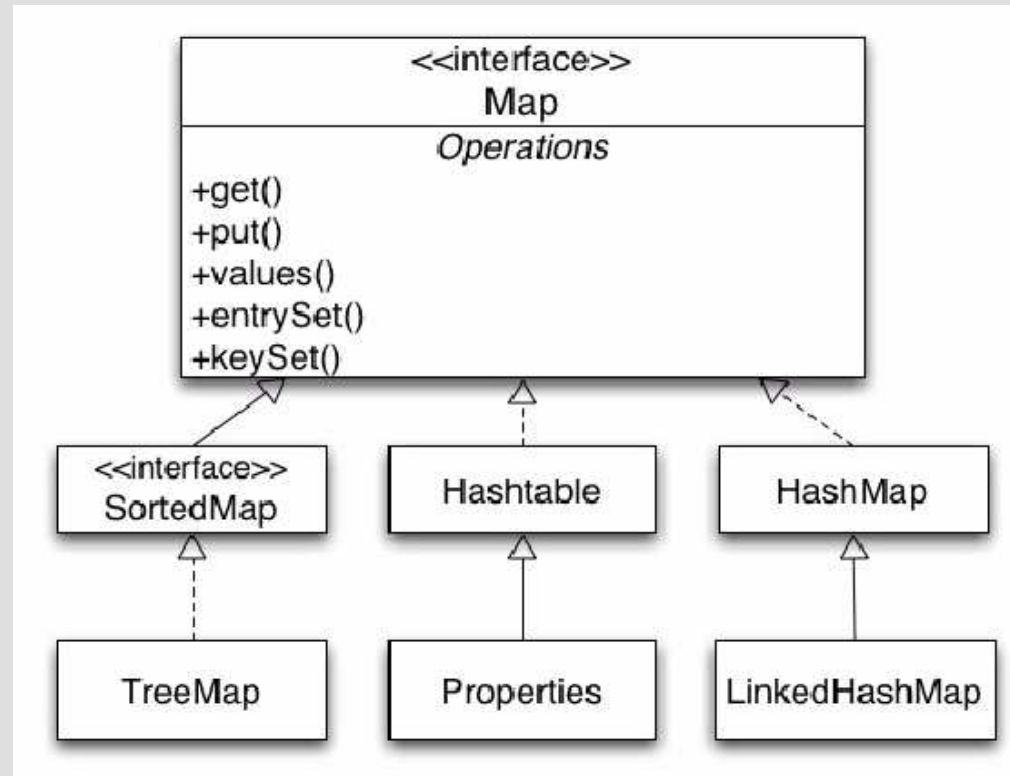 <<interface>>
Map
Operations
+get()
+put()
+values()
+entrySet()
+keySet()
<<interface>>
SortedMap
Hashtable
HashMap
TreeMap
Properties
LinkedHashMap